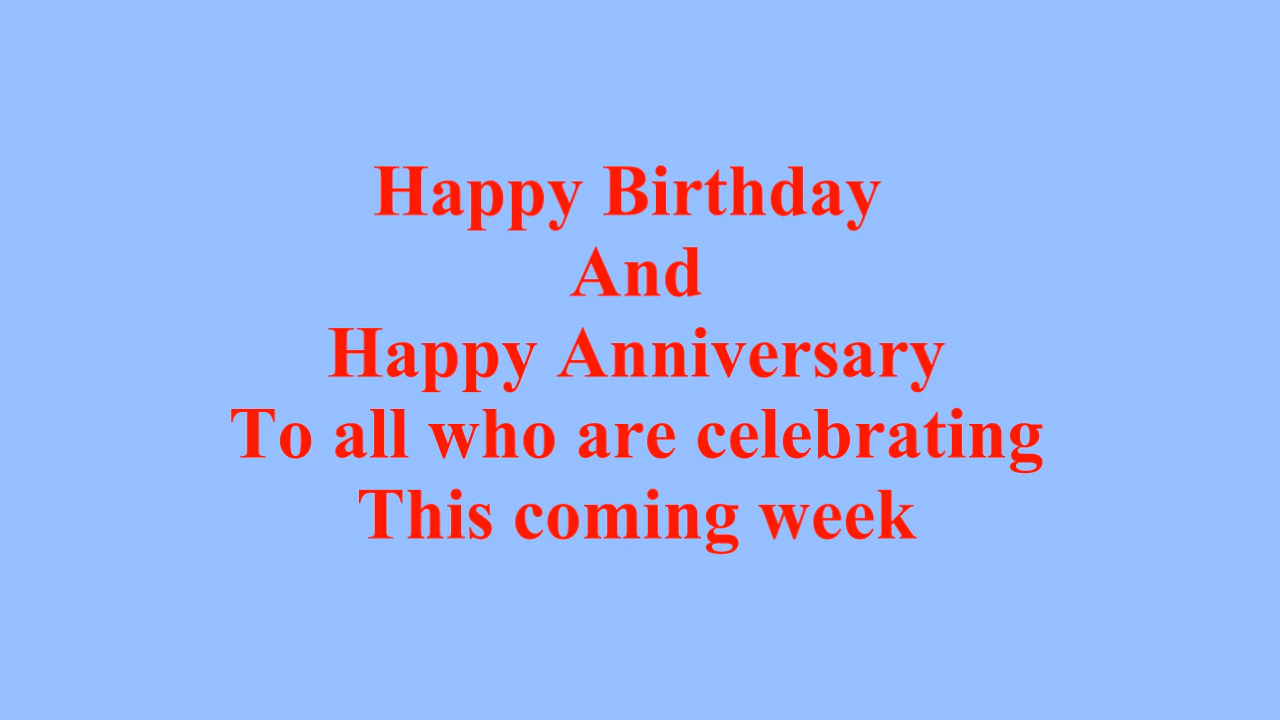 Happy Birthday
And
Happy Anniversary
To all who are celebrating
This coming week